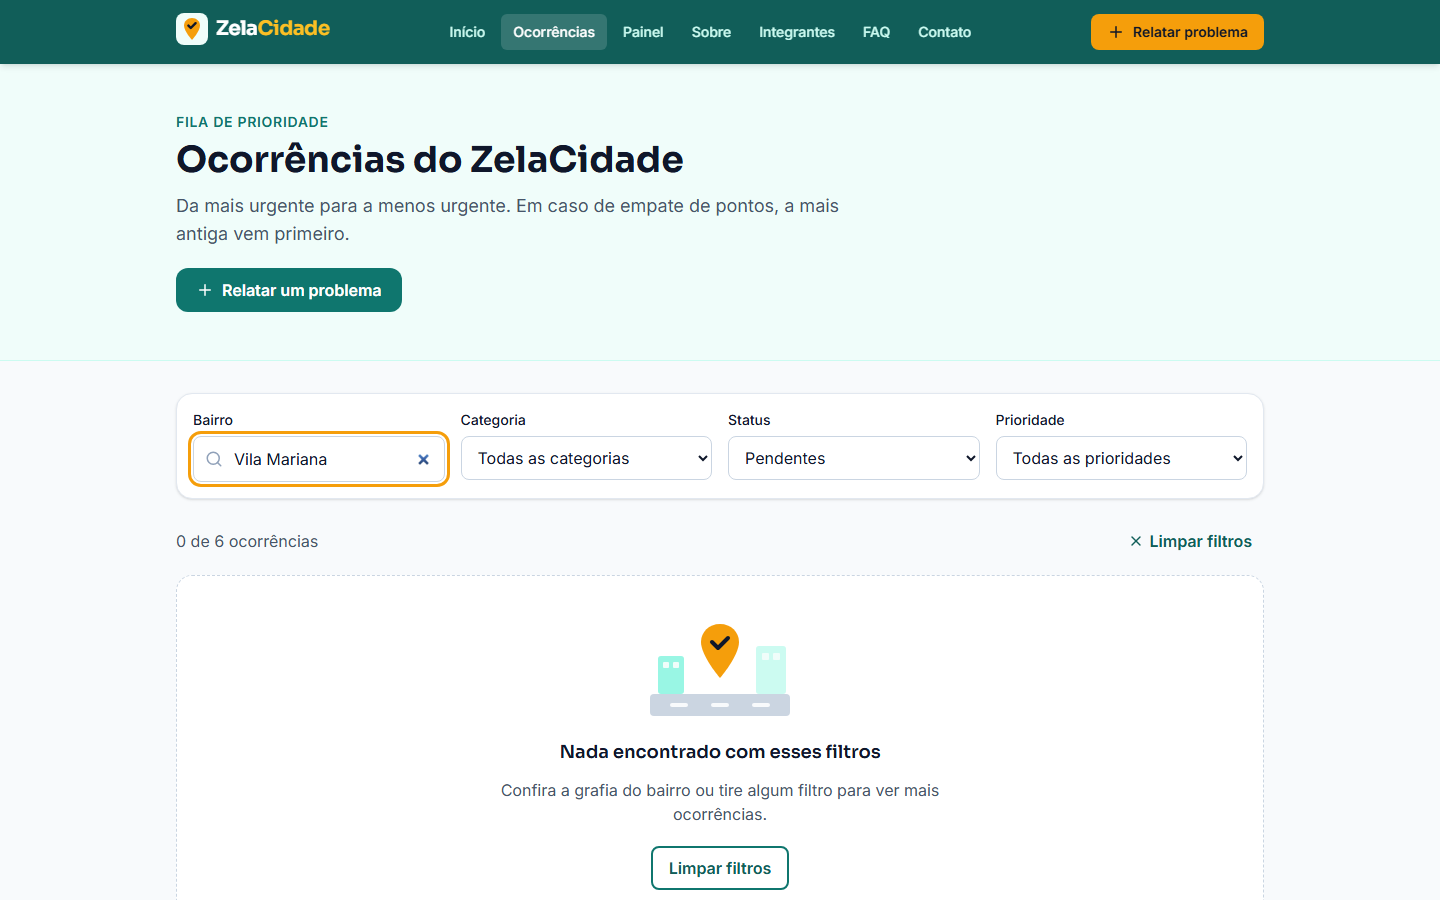 ZelaCidade
Início
Ocorrências
Painel
Sobre
Integrantes
FAQ
Contato
Relatar problema
FILA DE PRIORIDADE
Ocorrências do ZelaCidade
Da mais urgente para a menos urgente. Em caso de empate de pontos, a mais
antiga vem primeiro.
Relatar um problema
Bairro
Categoria
Status
Prioridade
Vila Mariana
Todas as categorias
Pendentes
Todas as prioridades
0 de 6 ocorrências
Limpar filtros
Nada encontrado com esses filtros
Confira a grafia do bairro ou tire algum filtro para ver mais
ocorrências.
Limpar filtros